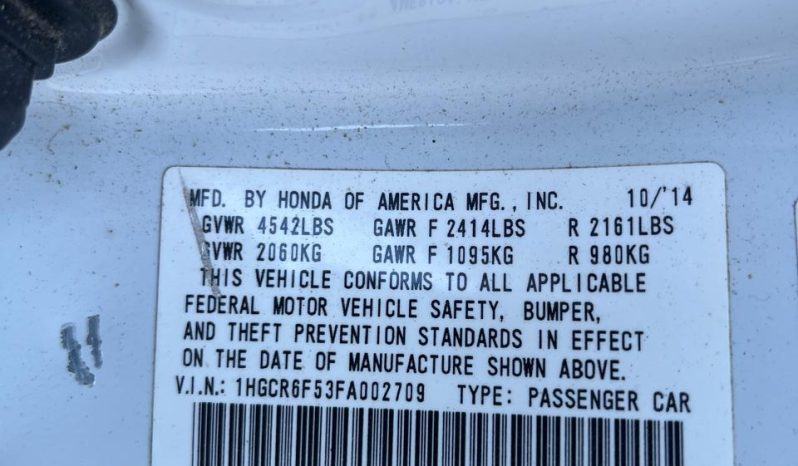 MFD. BY HONDA OF AMERICA MFG., INC. 10/'14
GVWR 4542LBS GAWR F 2414LBS R 2161LBS
GVWR 2060KG GAWR F 1095KG R 980KG
THIS VEHICLE CONFORMS TO ALL APPLICABLE
FEDERAL MOTOR VEHICLE SAFETY, BUMPER,
AND THEFT PREVENTION STANDARDS IN EFFECT
ON THE DATE OF MANUFACTURE SHOWN ABOVE.
V.I.N.: 1HGCR6F53FA002709 TYPE: PASSENGER CAR